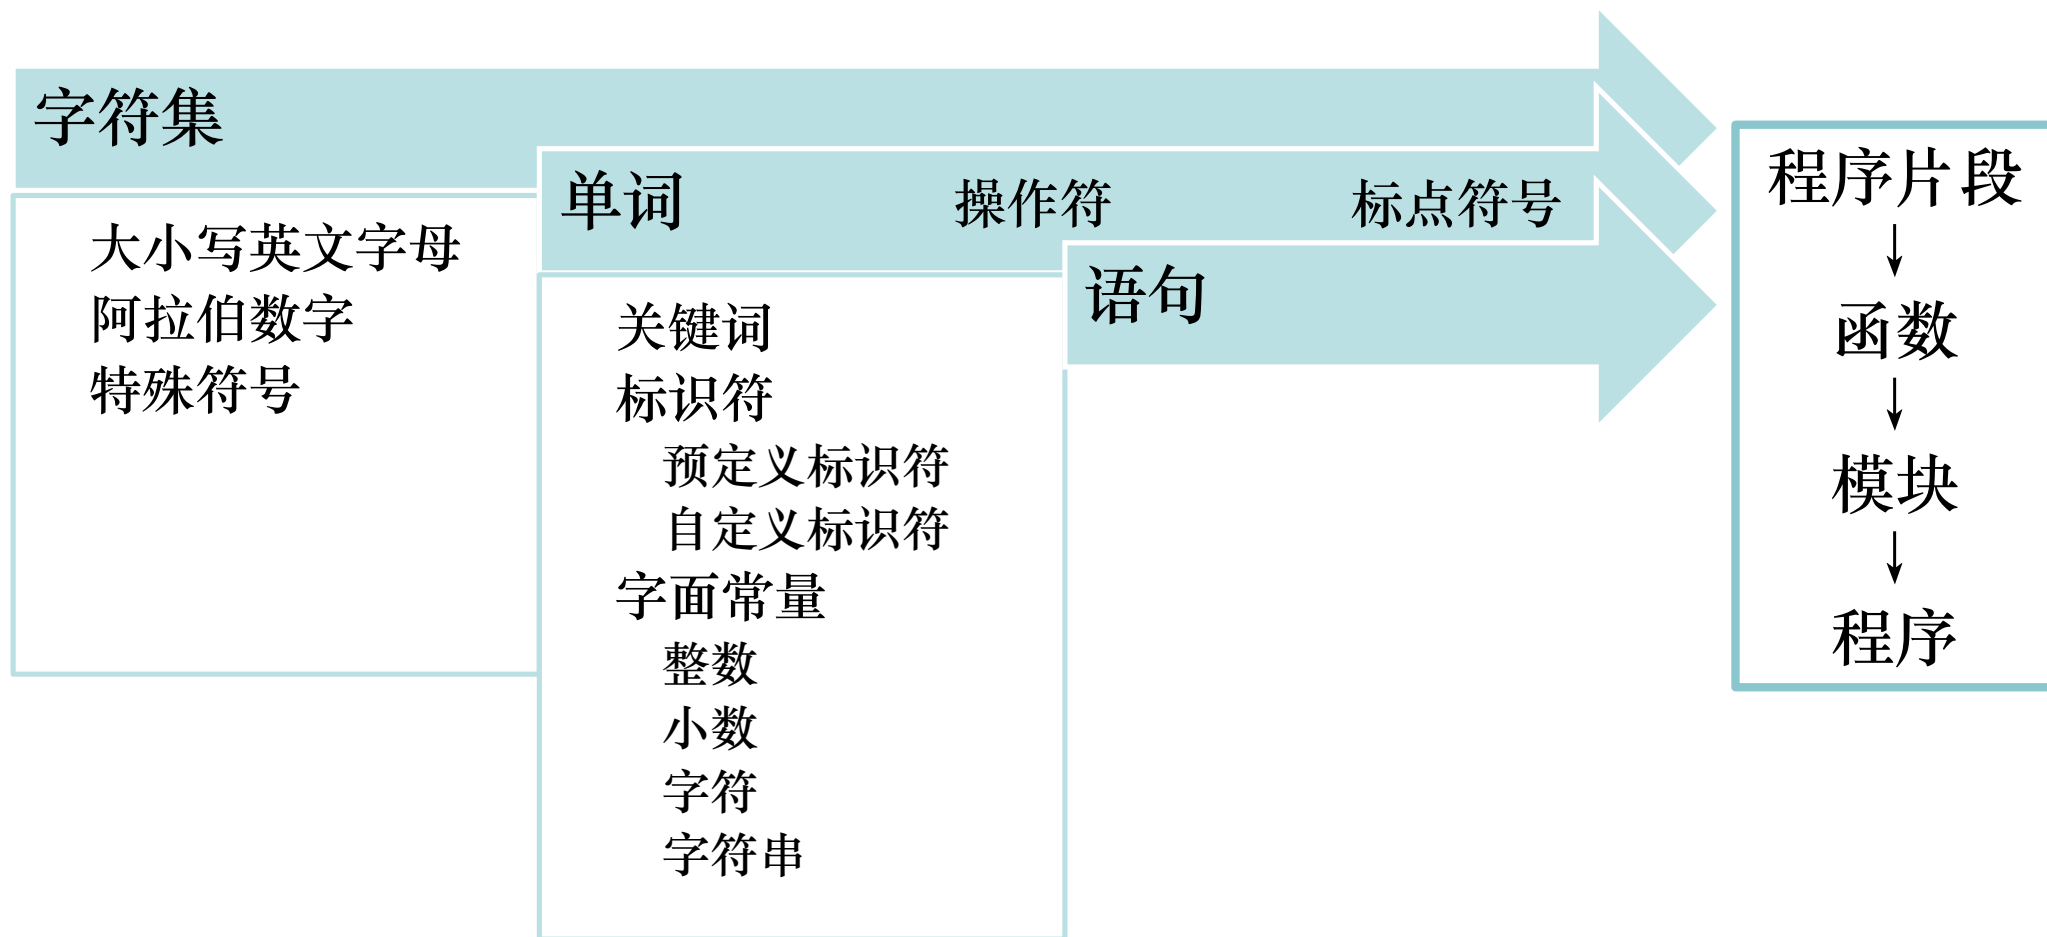 字符集
大小写英文字母
阿拉伯数字
特殊符号
单词 操作符 标点符号
关键词
标识符
预定义标识符
自定义标识符
字面常量
整数
小数
字符
字符串
语句
程序片段
函数
模块
程序